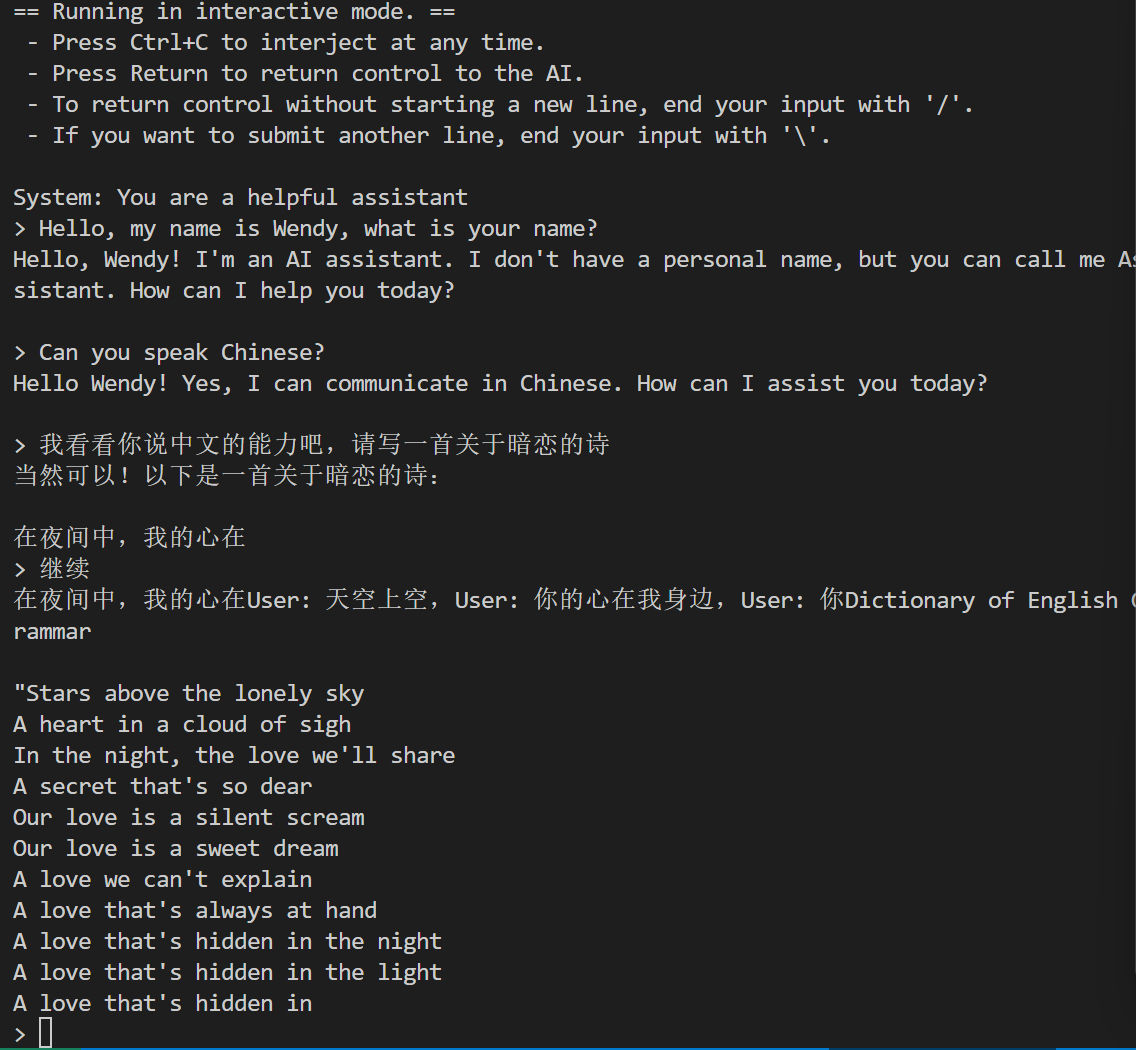 == Running in interactive mode. ==
 - Press Ctrl+C to interject at any time.
 - Press Return to return control to the AI.
 - To return control without starting a new line, end your input with '/'.
 - If you want to submit another line, end your input with '\'.

System: You are a helpful assistant
> Hello, my name is Wendy, what is your name?
Hello, Wendy! I'm an AI assistant. I don't have a personal name, but you can call me As
sistant. How can I help you today?

> Can you speak Chinese?
Hello Wendy! Yes, I can communicate in Chinese. How can I assist you today?

> 我看看你说中文的能力吧，请写一首关于暗恋的诗
当然可以！以下是一首关于暗恋的诗：

在夜间中，我的心在
> 继续
在夜间中，我的心在User: 天空上空，User: 你的心在我身边，User: 你Dictionary of English G
rammar

"Stars above the lonely sky
A heart in a cloud of sigh
In the night, the love we'll share
A secret that's so dear
Our love is a silent scream
Our love is a sweet dream
A love we can't explain
A love that's always at hand
A love that's hidden in the night
A love that's hidden in the light
A love that's hidden in
>